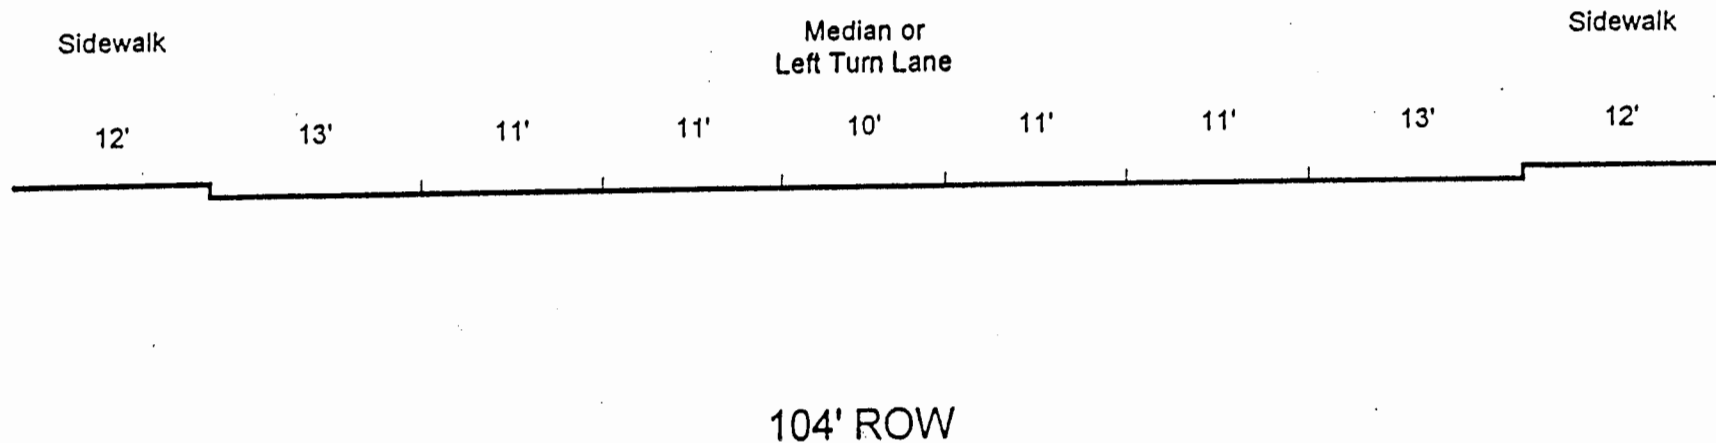 Sidewalk
Median or
Left Turn Lane
Sidewalk
12' 13' 11' 11' 10' 11' 11' 13' 12'
104' ROW